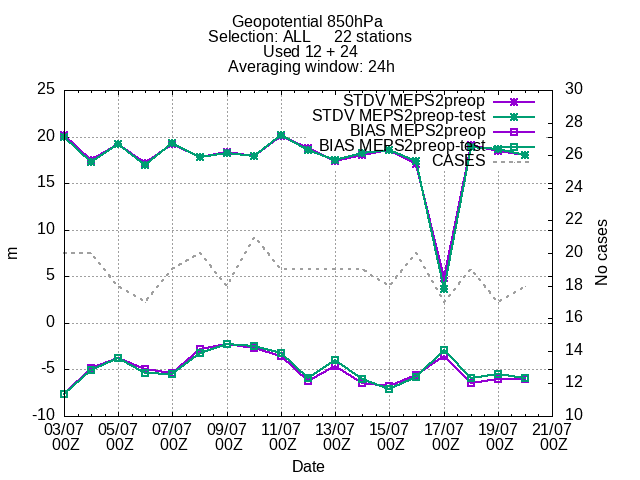 Geopotential 850hPa
Selection: ALL 22 stations
Used 12 + 24
Averaging window: 24h
STDV MEPS2preop
STDV MEPS2preop-test
BIAS MEPS2preop
BIAS MEPS2preop-test
CASES
25
20
15
10
5
0
-5
-10
m
30
28
26
24
22
20
18
16
14
12
10
No cases
03/07 05/07 07/07 09/07 11/07 13/07 15/07 17/07 19/07 21/07
00Z 00Z 00Z 00Z 00Z 00Z 00Z 00Z 00Z 00Z
Date